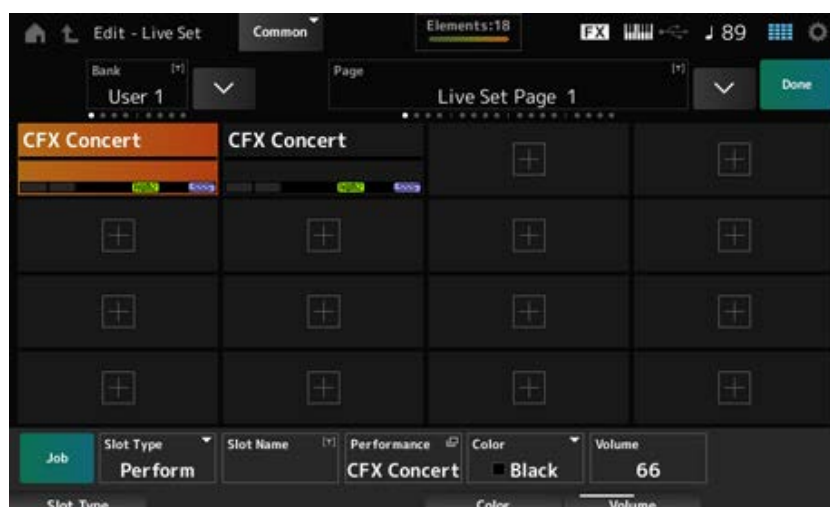 Edit - Live Set
Common
Elements:18
FX
♩ 89
Bank
[T]
User 1
Page
[T]
Live Set Page 1
Done
CFX Concert
CFX Concert
Job
Slot Type
Perform
Slot Name
[T]
Performance
CFX Concert
Color
Black
Volume
66
Slot Type
Color
Volume